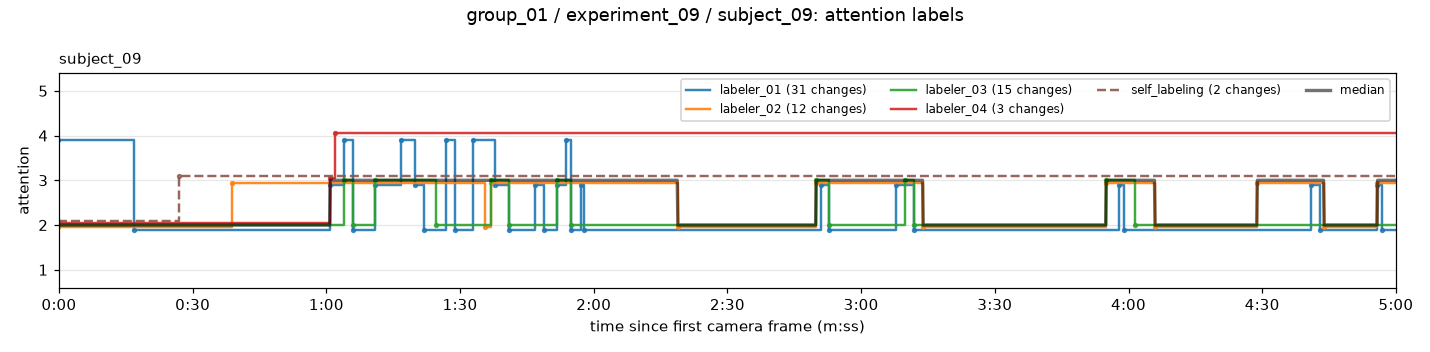 group_01 / experiment_09 / subject_09: attention labels
subject_09
labeler_01 (31 changes)
labeler_02 (12 changes)
labeler_03 (15 changes)
labeler_04 (3 changes)
self_labeling (2 changes)
median
attention
5
4
3
2
1
0:00 0:30 1:00 1:30 2:00 2:30 3:00 3:30 4:00 4:30 5:00
time since first camera frame (m:ss)